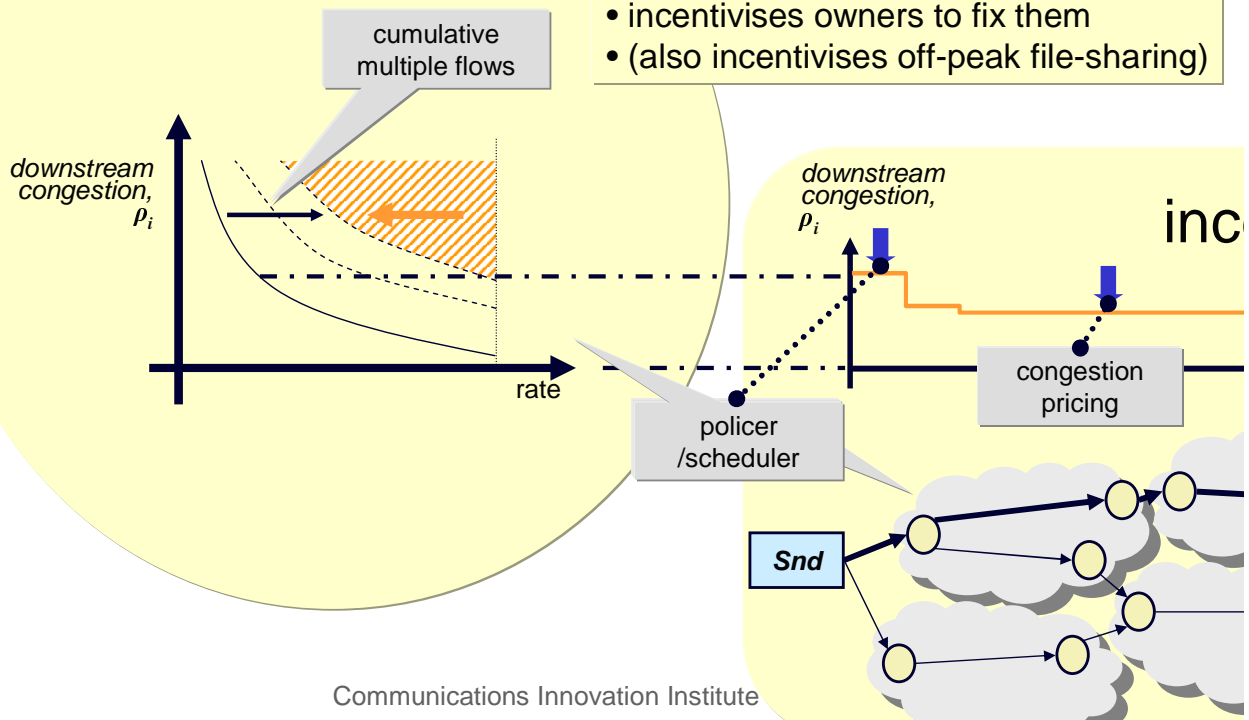 • incentivises owners to fix them
• (also incentivises off-peak file-sharing)
cumulative
multiple flows
downstream
congestion,
ρi
rate
downstream
congestion,
ρi
inc
congestion
pricing
policer
/scheduler
Snd
Communications Innovation Institute